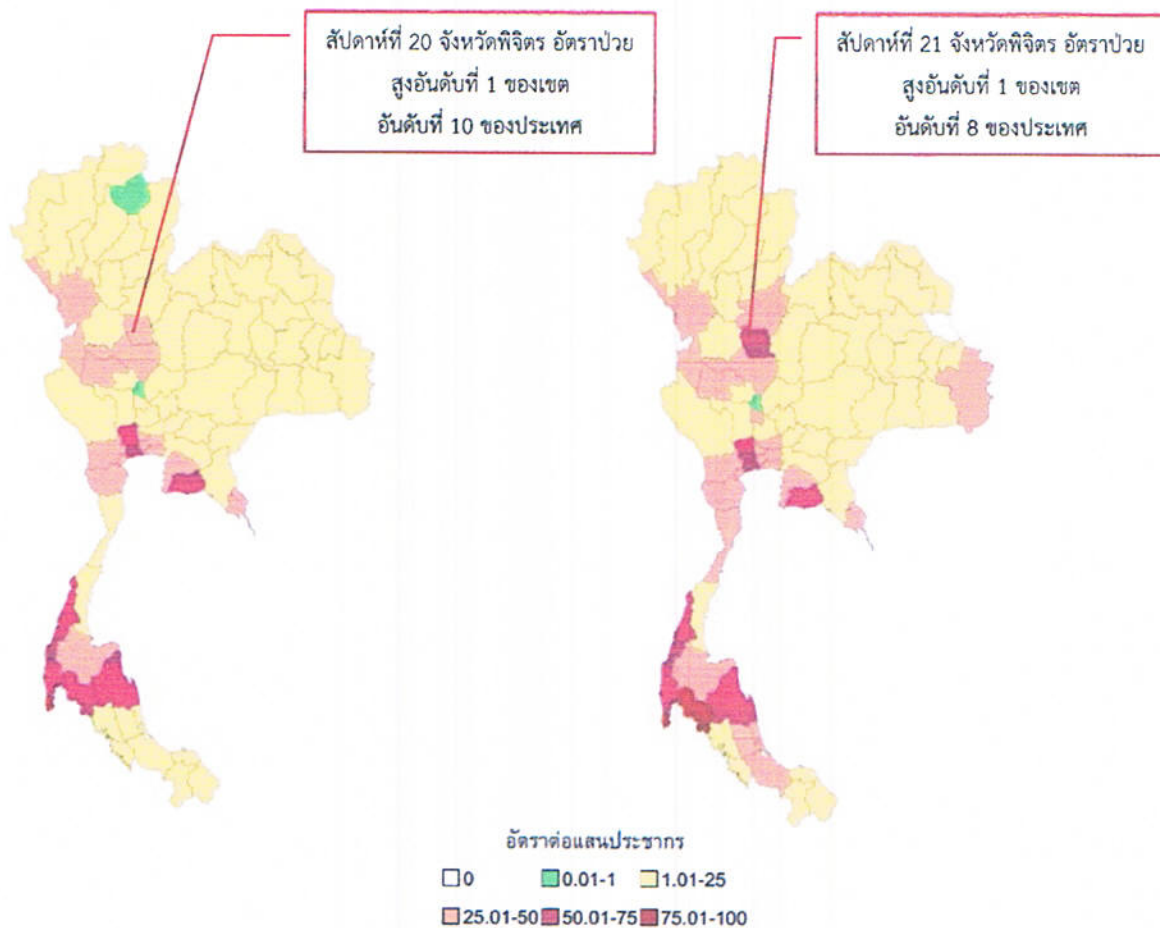 สัปดาห์ที่ 20 จังหวัดพิจิตร อัตราป่วย
สูงอันดับที่ 1 ของเขต
อันดับที่ 10 ของประเทศ
สัปดาห์ที่ 21 จังหวัดพิจิตร อัตราป่วย
สูงอันดับที่ 1 ของเขต
อันดับที่ 8 ของประเทศ
อัตราต่อแสนประชากร
0 0.01-1 1.01-25
25.01-50 50.01-75 75.01-100